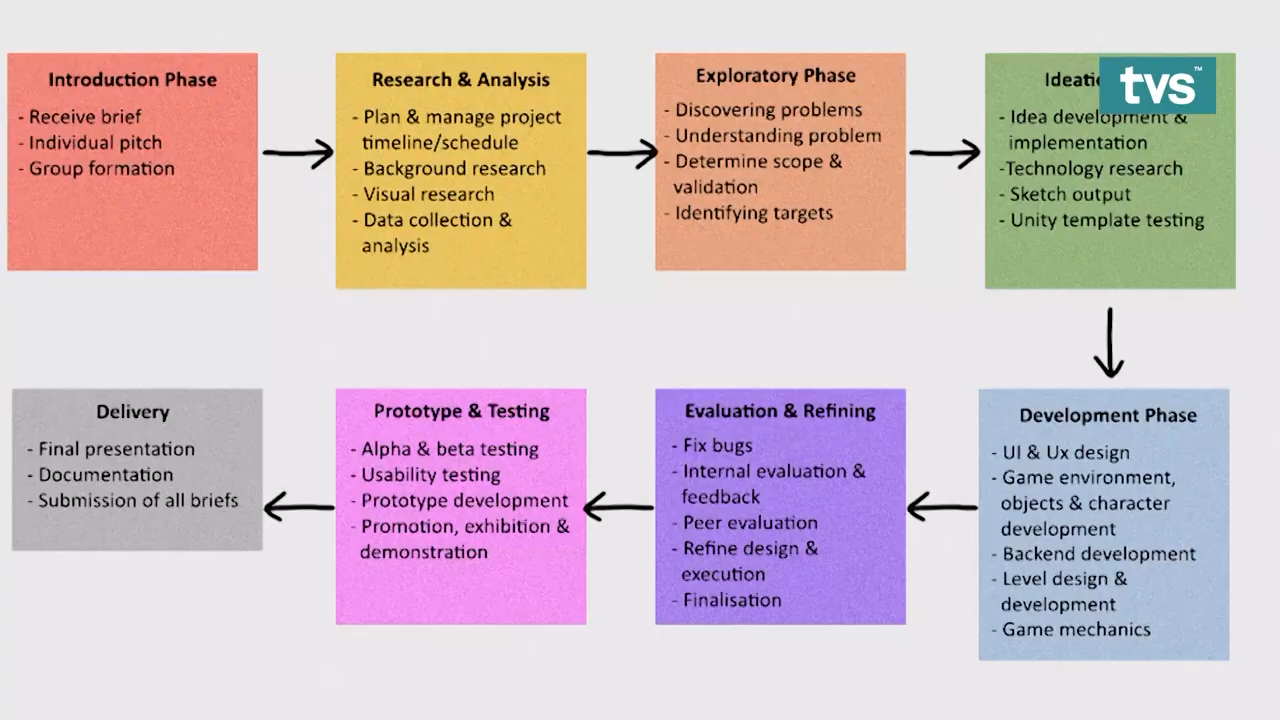 Introduction Phase
- Receive brief
- Individual pitch
- Group formation
Research & Analysis
- Plan & manage project
timeline/schedule
- Background research
- Visual research
- Data collection &
analysis
Exploratory Phase
- Discovering problems
- Understanding problem
- Determine scope &
validation
- Identifying targets
tvs™
- Idea development &
implementation
-Technology research
- Sketch output
- Unity template testing
Development Phase
- UI & Ux design
- Game environment,
objects & character
development
- Backend development
- Level design &
development
- Game mechanics
Evaluation & Refining
- Fix bugs
- Internal evaluation &
feedback
- Peer evaluation
- Refine design &
execution
- Finalisation
Prototype & Testing
- Alpha & beta testing
- Usability testing
- Prototype development
- Promotion, exhibition &
demonstration
Delivery
- Final presentation
- Documentation
- Submission of all briefs